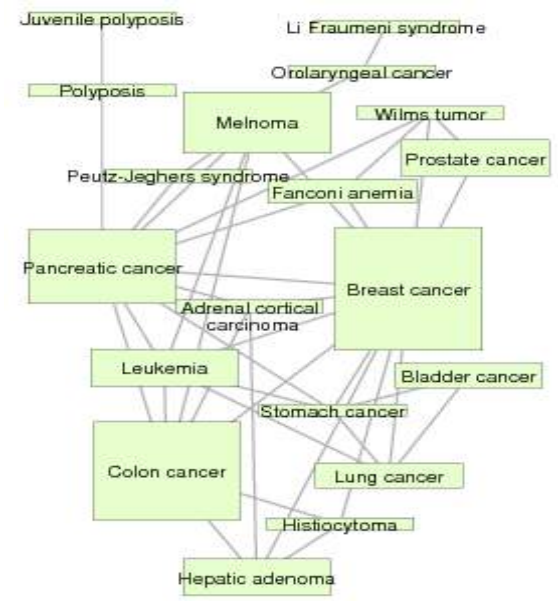 Juvenile polyposis
Li Fraumeni syndrome
Orolaryngeal cancer
Polyposis
Melnoma
Wilms tumor
Prostate cancer
Peutz-Jeghers syndrome
Fanconi anemia
Pancreatic cancer
Breast cancer
Adrenal cortical
carcinoma
Leukemia
Bladder cancer
Stomach cancer
Colon cancer
Lung cancer
Histiocytoma
Hepatic adenoma